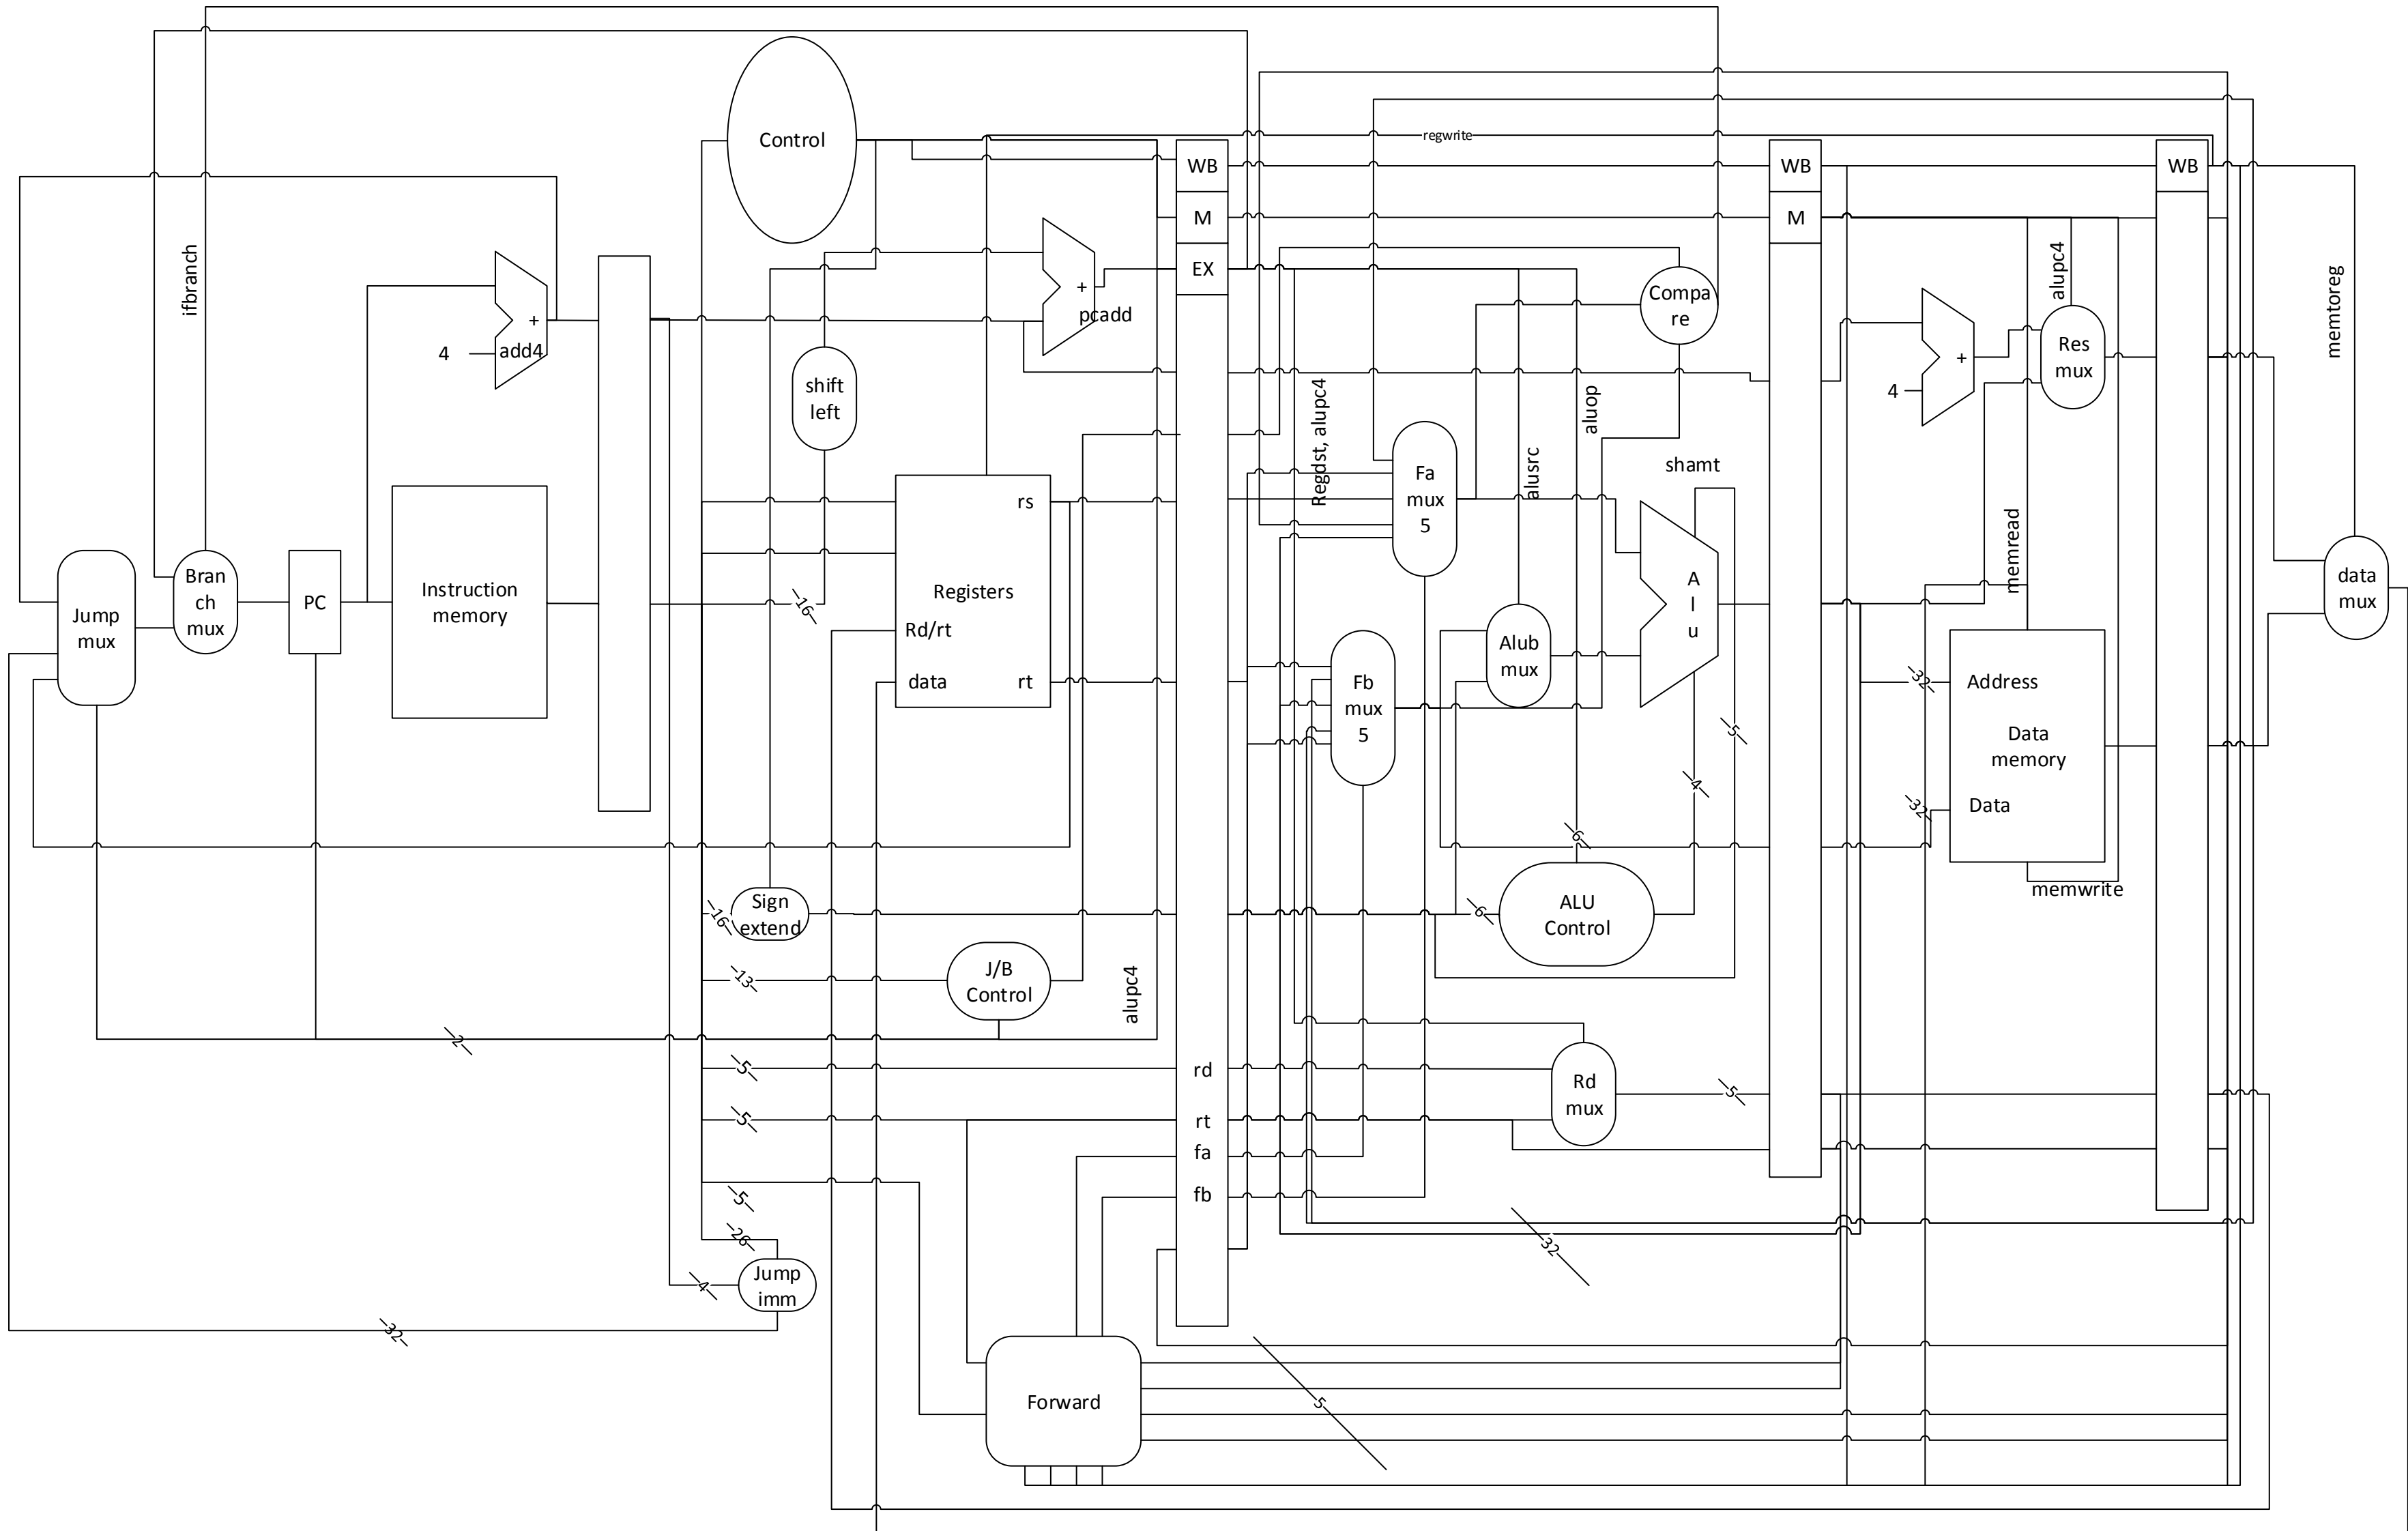 regwrite
Control
WB
WB
WB
M
M
EX
ifbranch
alupc4
memtoreg
Compa
re
+
pcadd
+
4
add4
Res
mux
+
4
shift
left
Regdst, alupc4
aluop
alusrc
shamt
Fa
mux
5
rs
memread
Jump
mux
Bran
ch
mux
PC
Instruction
memory
16
Registers
Rd/rt
data
rt
A
l
u
Alub
mux
Fb
mux
5
data
mux
32
Address
Data
memory
32
Data
memwrite
5
4
6
6
ALU
Control
16
Sign
extend
13
J/B
Control
alupc4
2
5
rd
Rd
mux
5
5
rt
fa
5
fb
26
32
4
Jump
imm
32
Forward
5